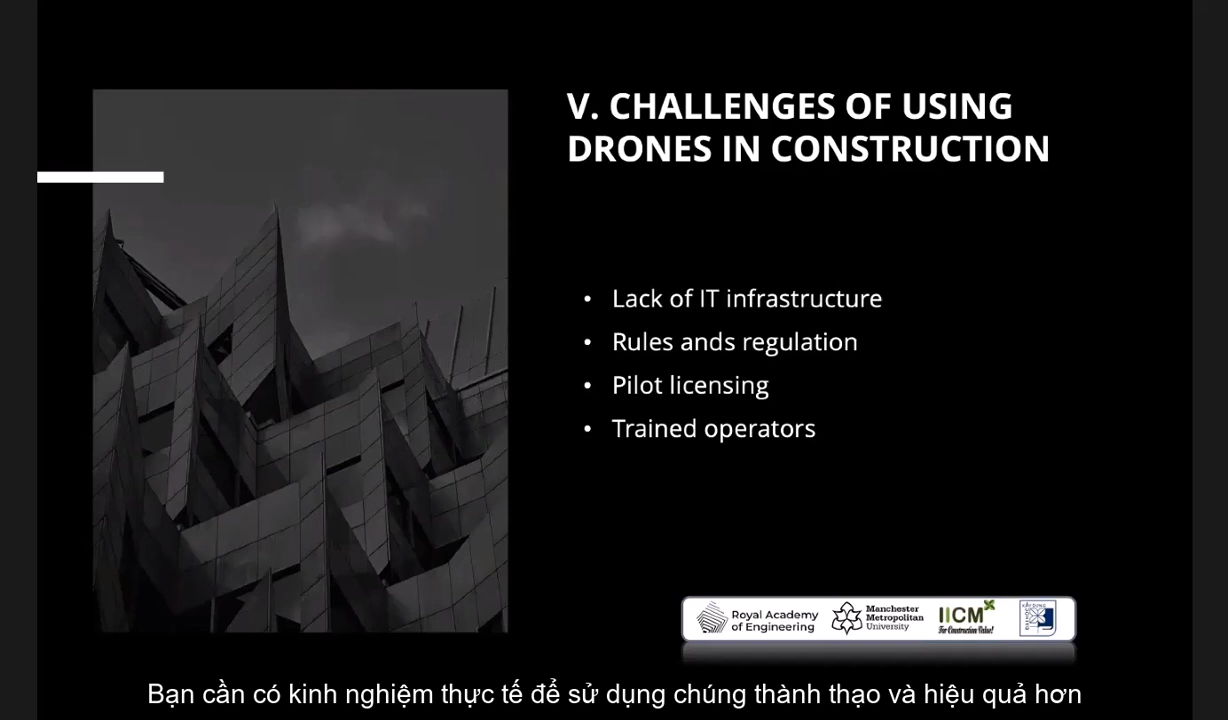 V. CHALLENGES OF USING
DRONES IN CONSTRUCTION
• Lack of IT infrastructure
• Rules ands regulation
• Pilot licensing
• Trained operators
Royal Academy
of Engineering
Manchester
Metropolitan
University
IICM
For Construction Value!
XÂY DỰNG
Bạn cần có kinh nghiệm thực tế để sử dụng chúng thành thạo và hiệu quả hơn